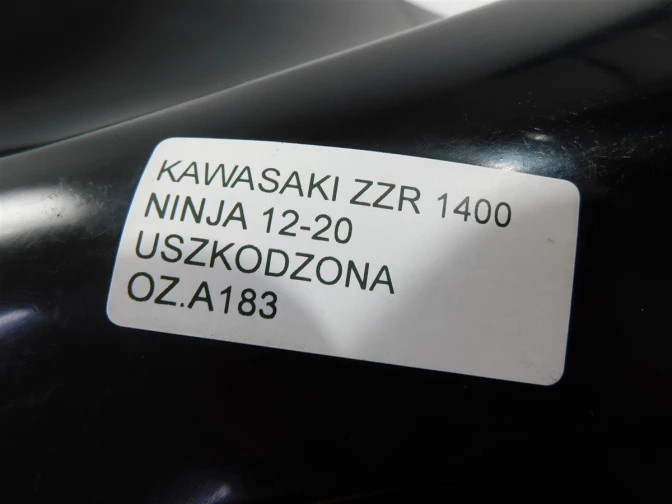 KAWASAKI ZZR 1400
NINJA 12-20
USZKODZONA
OZ.A183